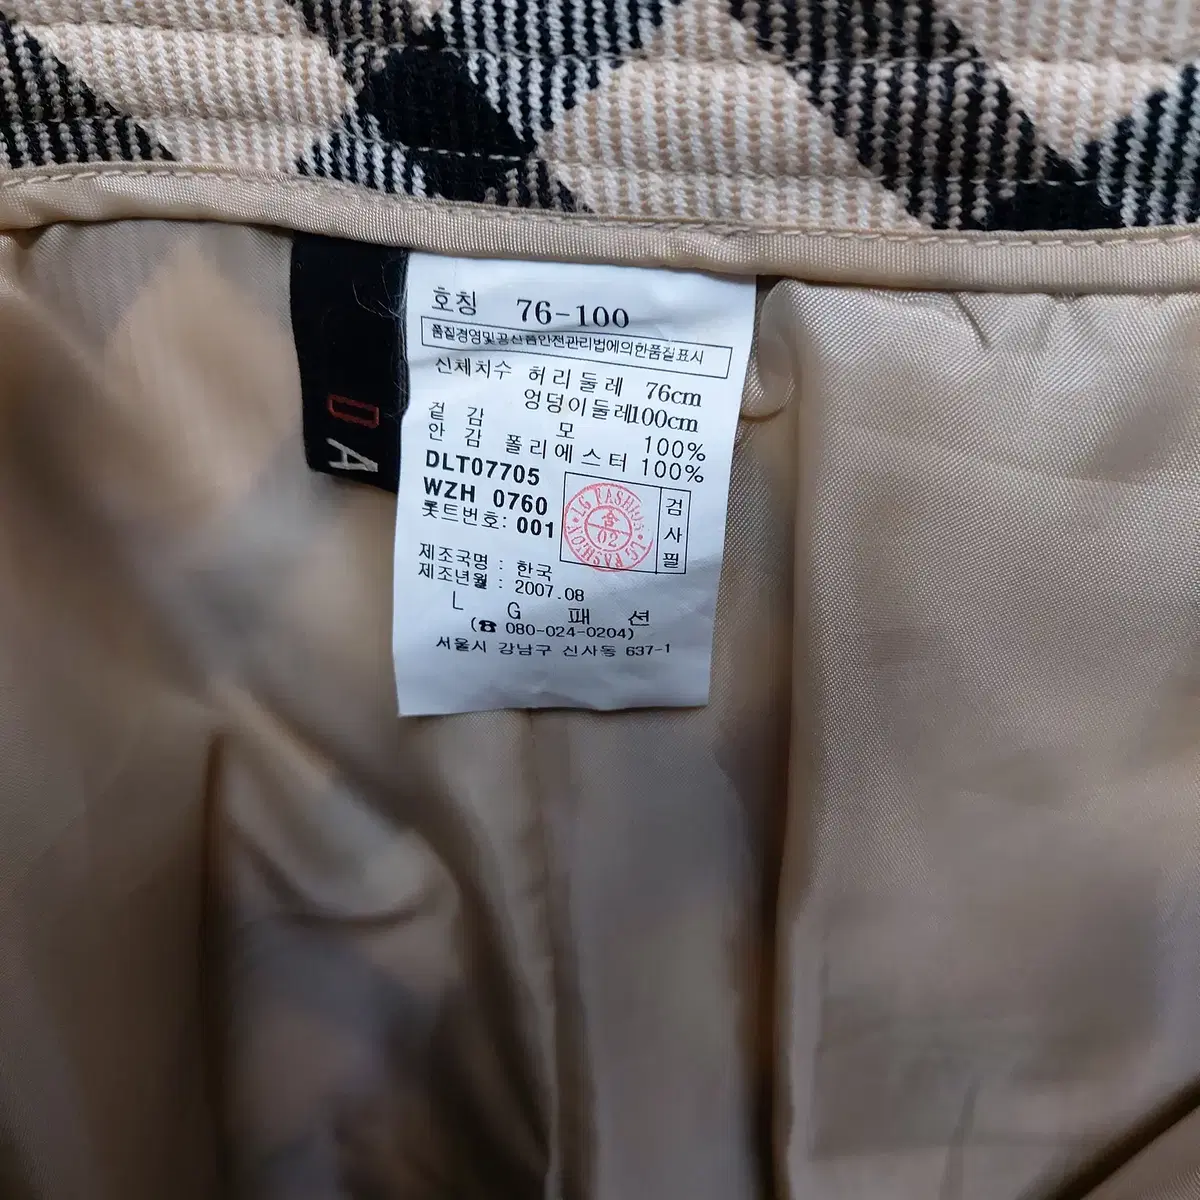 호칭 76-100
품질경영및공산품안전관리법에의한품질표시
신체치수 허리둘레 76cm
엉덩이둘레100cm
겉감 모 100%
안감 폴리에스터 100%
DLT07705
WZH 0760
롯트번호: 001
LG FASHION · LG FASHION ·
02
검사필
제조국명 : 한국
제조년월 : 2007.08
L G 패션
(☎ 080-024-0204)
서울시 강남구 신사동 637-1
DA